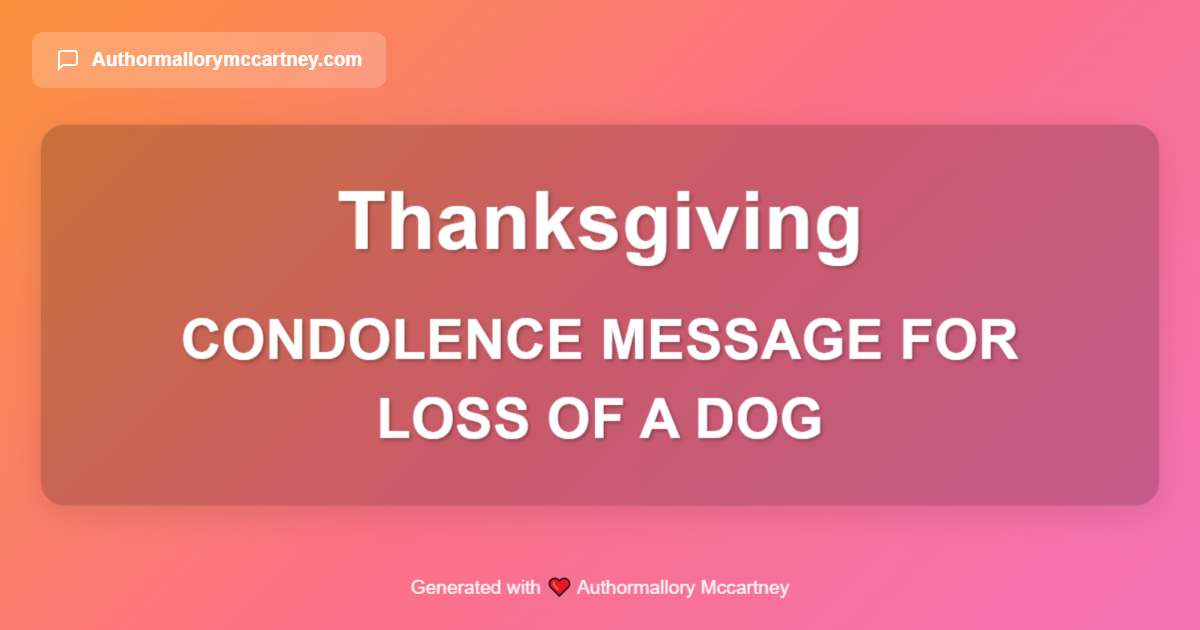 Authormallorymccartney.com
Thanksgiving
CONDOLENCE MESSAGE FOR
LOSS OF A DOG
Generated with ❤️ Authormallory Mccartney